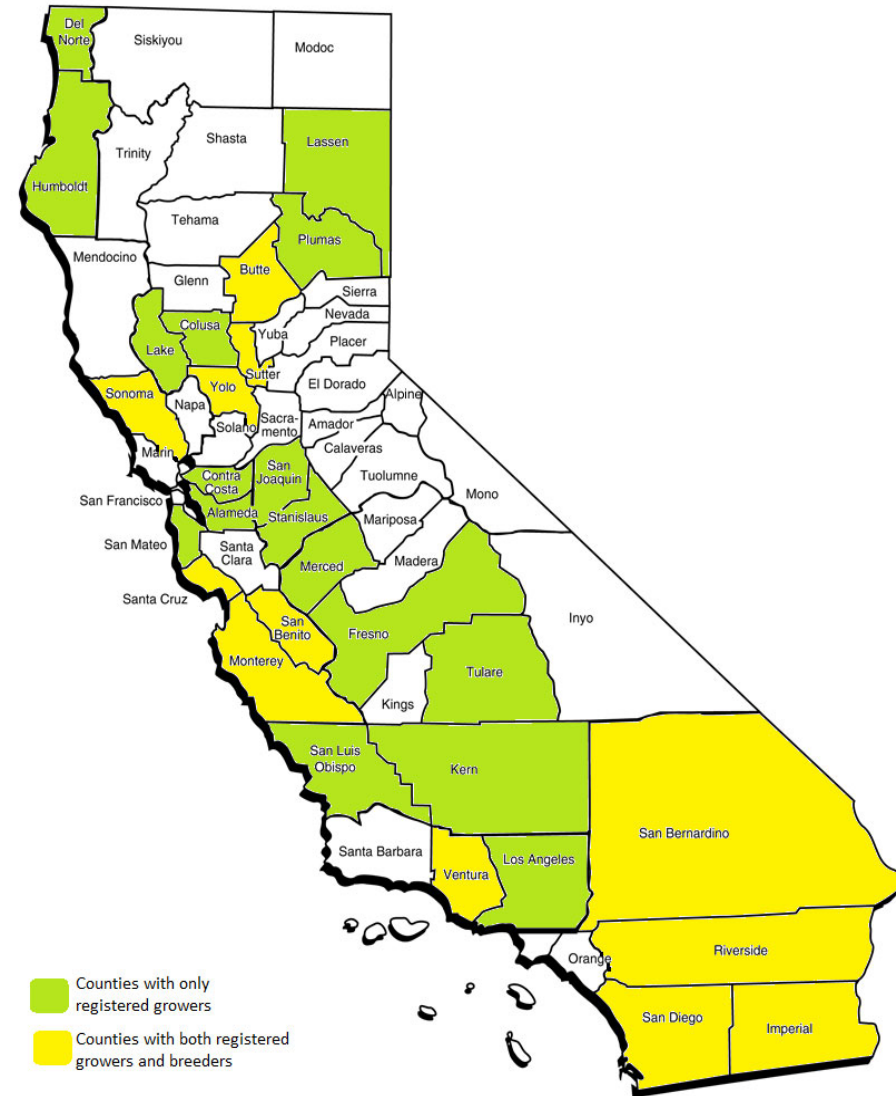 Del
Norte
Siskiyou
Modoc
Shasta
Lassen
Trinity
Humboldt
Tehama
Plumas
Mendocino
Butte
Glenn
Sierra
Nevada
Colusa
Yuba
Placer
Lake
Sutter
El Dorado
Yolo
Sonoma
Alpine
Napa
Sacra-
mento
Solano
Amador
Calaveras
Marin
San
Joaquin
Contra
Costa
Tuolumne
Mono
San Francisco
Alameda
Stanislaus
Mariposa
San Mateo
Santa
Clara
Madera
Merced
Santa Cruz
Inyo
San
Benito
Fresno
Monterey
Tulare
Kings
San Luis
Obispo
Kern
San Bernardino
Santa Barbara
Los Angeles
Ventura
Riverside
Orange
San Diego
Imperial
Counties with only
registered growers
Counties with both registered
growers and breeders